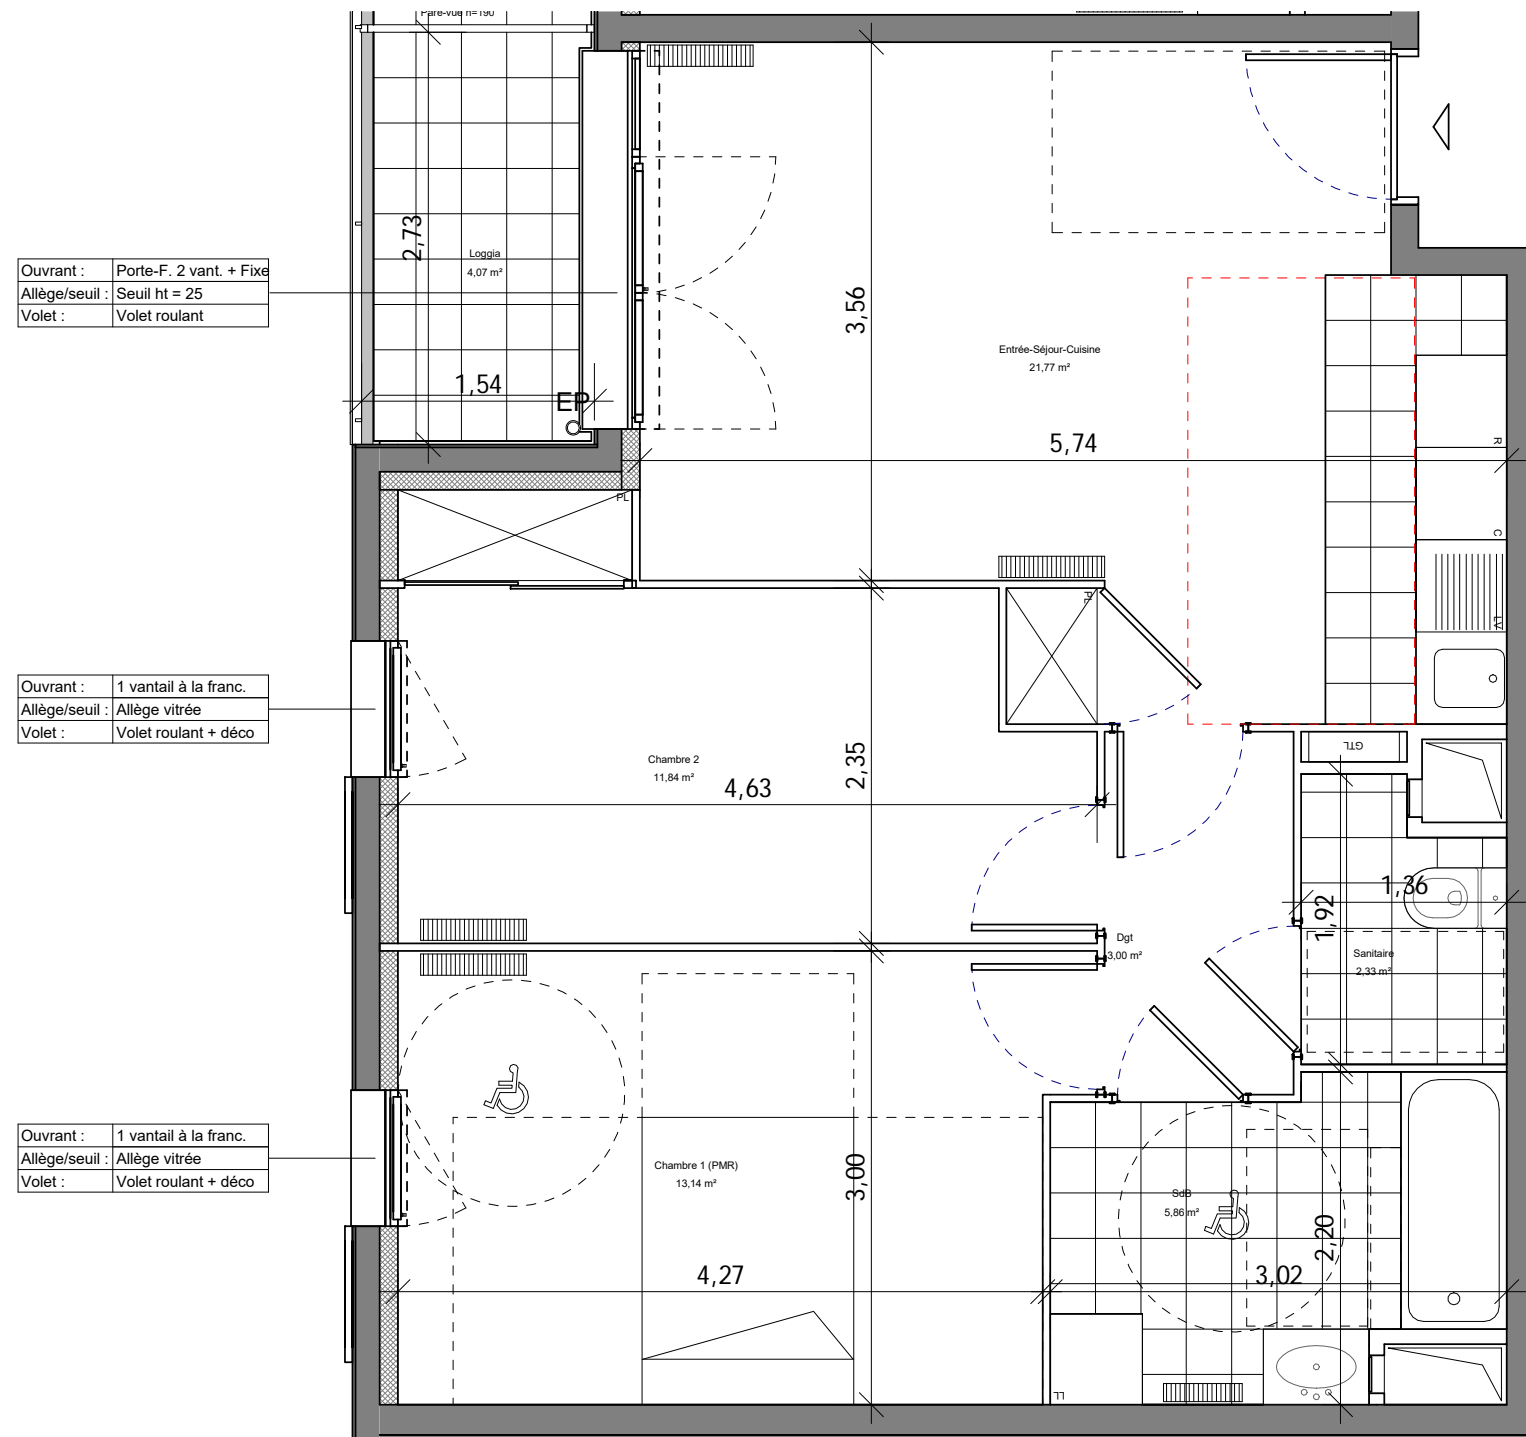 Pare-vue h=190
2,73
Loggia
4,07 m²
1,54
EP
Ouvrant : Porte-F. 2 vant. + Fixe
Allège/seuil : Seuil ht = 25
Volet : Volet roulant
3,56
Entrée-Séjour-Cuisine
21,77 m²
5,74
R
C
LV
PL
PL
GTL
Ouvrant : 1 vantail à la franc.
Allège/seuil : Allège vitrée
Volet : Volet roulant + déco
Chambre 2
11,84 m²
4,63
2,35
1,36
1,92
Dgt
3,00 m²
Sanitaire
2,33 m²
Ouvrant : 1 vantail à la franc.
Allège/seuil : Allège vitrée
Volet : Volet roulant + déco
Chambre 1 (PMR)
13,14 m²
3,00
4,27
SdB
5,86 m²
2,20
3,02
LL